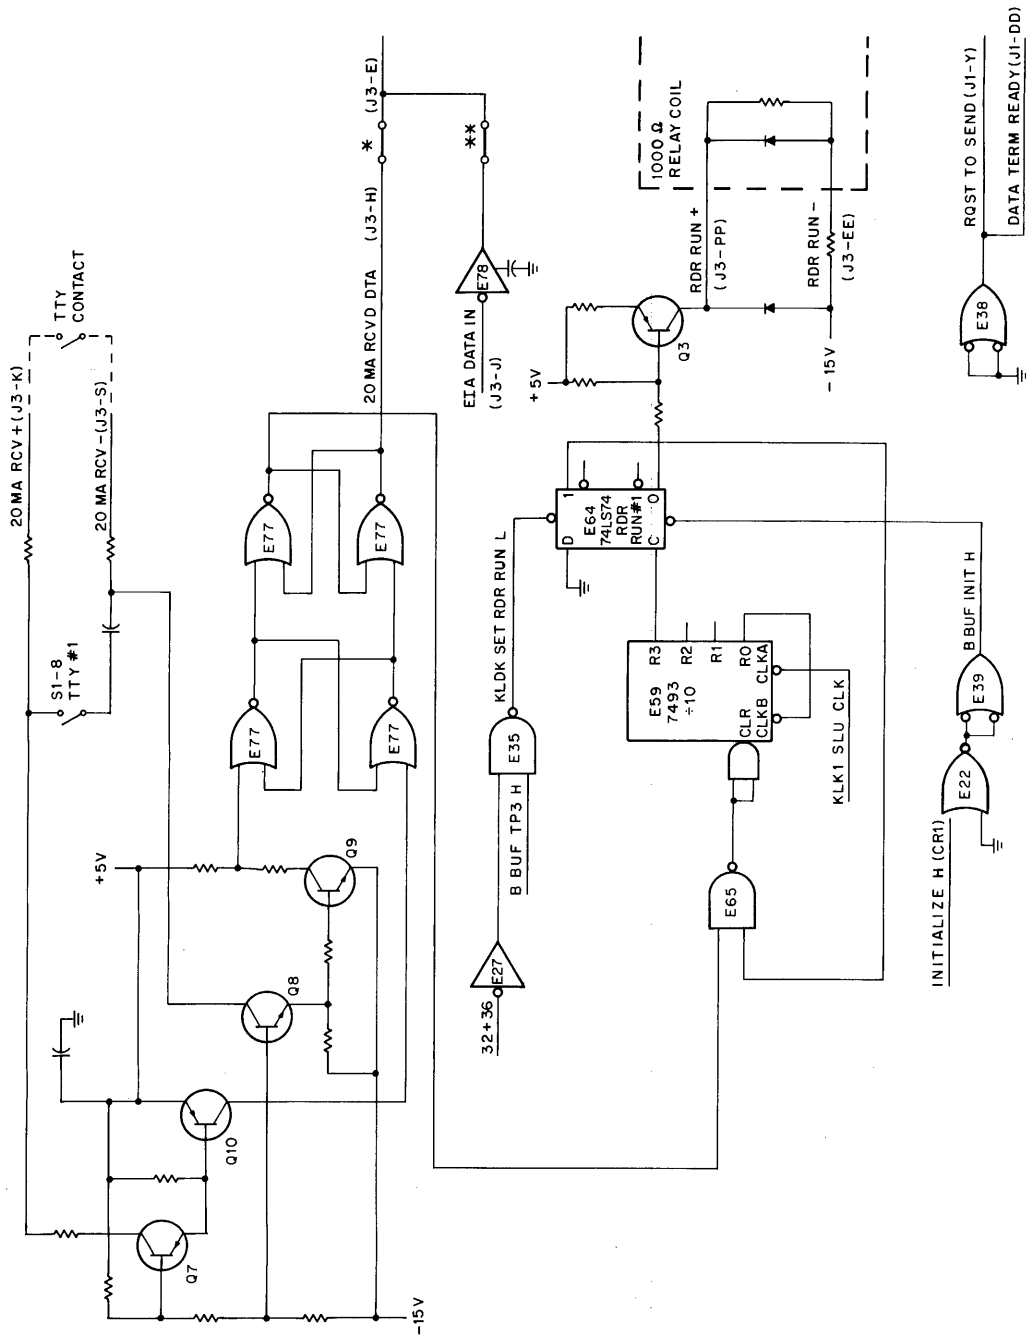 20 MA RCV+(J3-K)
20 MA RCV-(J3-S)
TTY
CONTACT
S1-8
TTY #1
+5V
Q7
Q10
Q8
Q9
-15V
E77
E77
E77
E77
20 MA RCVD DTA (J3-H)
*
(J3-E)
**
EIA DATA IN
(J3-J)
E78
32+36
E27
B BUF TP3 H
E35
KLDK SET RDR RUN L
D
1
E64
74LS74
RDR
RUN#1
C
0
+5V
Q3
RDR RUN +
(J3-PP)
RDR RUN -
(J3-EE)
-15V
1000 Ω
RELAY COIL
E65
E59
7493
÷10
R3
R2
R1
R0
CLR
CLKB
CLKA
KLK1 SLU CLK
INITIALIZE H (CR1)
E22
E39
B BUF INIT H
E38
RQST TO SEND (J1-Y)
DATA TERM READY (J1-DD)